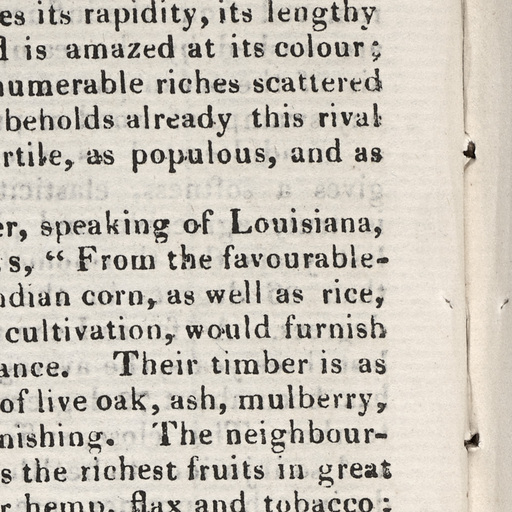 es its rapidity, its lengthy
is amazed at its colour;
numerable riches scattered
beholds already this rival
rtile, as populous, and as
er, speaking of Louisiana,
s, “ From the favourable-
ndian corn, as well as rice,
cultivation, would furnish
ance. Their timber is as
of live oak, ash, mulberry,
nishing. The neighbour-
s the richest fruits in great
r hemp, flax and tobacco;